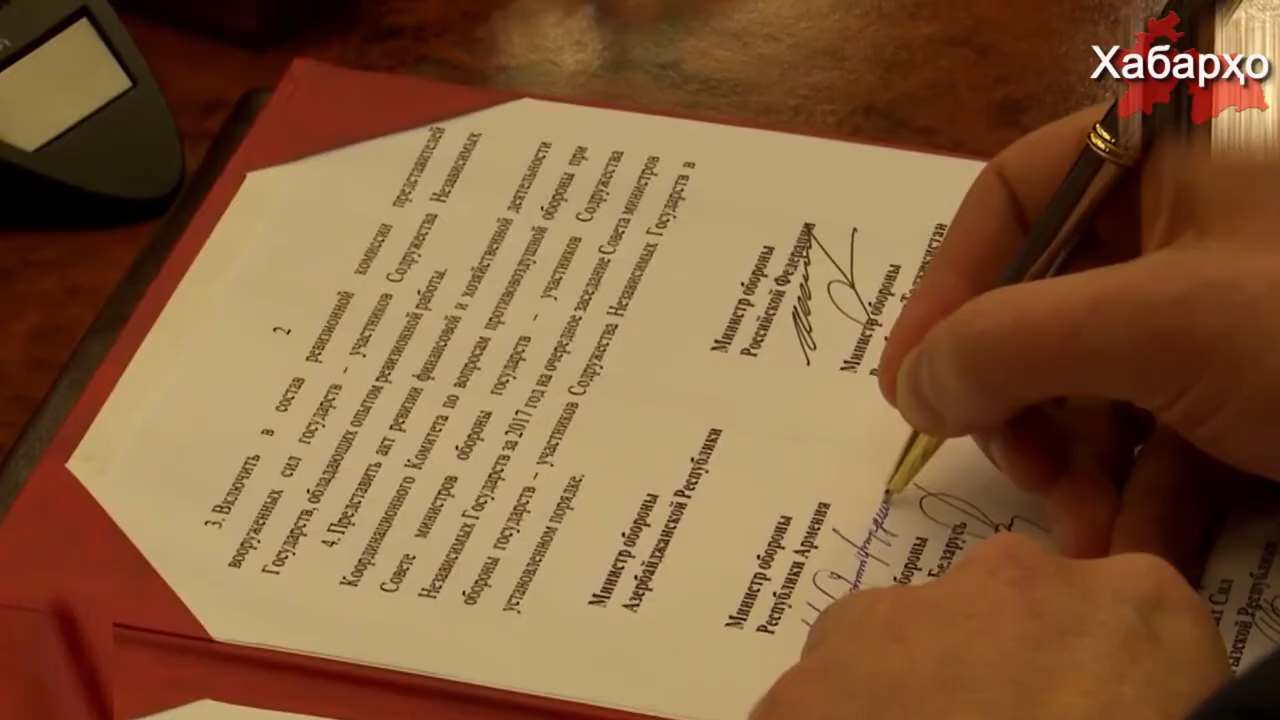 Хабарҳо
2
3. Включить в состав ревизионной комиссии представителей
вооруженных сил государств – участников Содружества Независимых
Государств, обладающих опытом ревизионной работы.
4. Представить акт ревизии финансовой и хозяйственной деятельности
Координационного Комитета по вопросам противовоздушной обороны при
Совете министров обороны государств – участников Содружества
Независимых Государств за 2017 год на очередное заседание Совета министров
обороны государств – участников Содружества Независимых Государств в
установленном порядке.
Министр обороны
Азербайджанской Республики
Министр обороны
Российской Федерации
Министр обороны
Республики Армения
Министр обороны
обороны
Беларусь